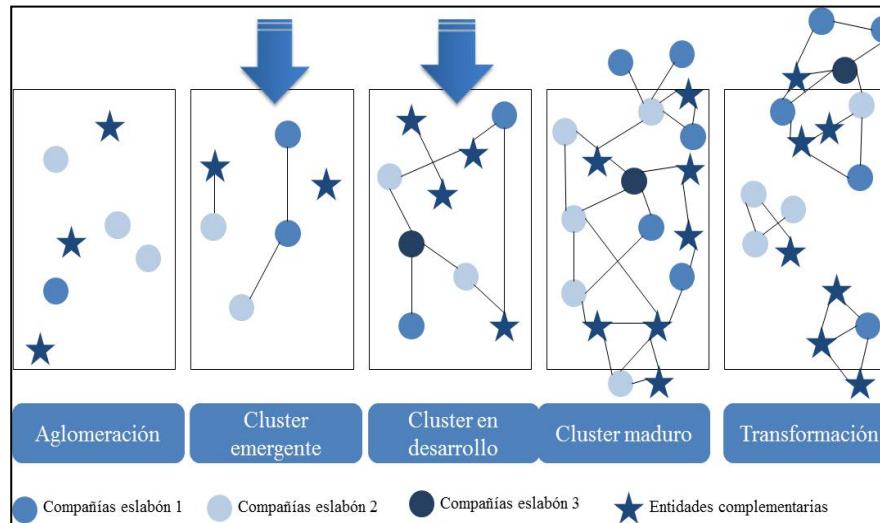 Aglomeración
Cluster
emergente
Cluster en
desarrollo
Cluster maduro
Transformación
Compañías eslabón 1
Compañías eslabón 2
Compañías eslabón 3
Entidades complementarias